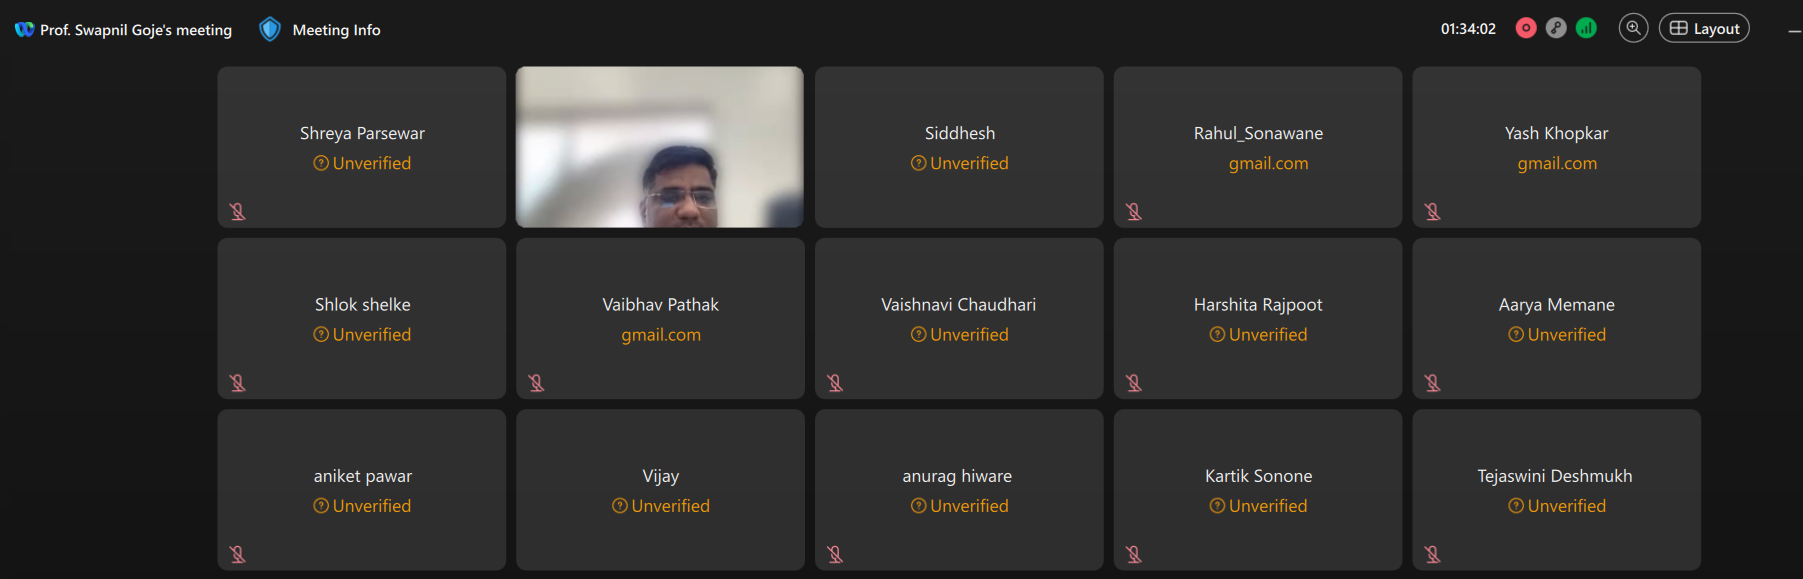 Prof. Swapnil Goje's meeting
Meeting Info
01:34:02
Layout
Shreya Parsewar
Unverified
Siddhesh
Unverified
Rahul_Sonawane
gmail.com
Yash Khopkar
gmail.com
Shlok shelke
Unverified
Vaibhav Pathak
gmail.com
Vaishnavi Chaudhari
Unverified
Harshita Rajpoot
Unverified
Aarya Memane
Unverified
aniket pawar
Unverified
Vijay
Unverified
anurag hiware
Unverified
Kartik Sonone
Unverified
Tejaswini Deshmukh
Unverified